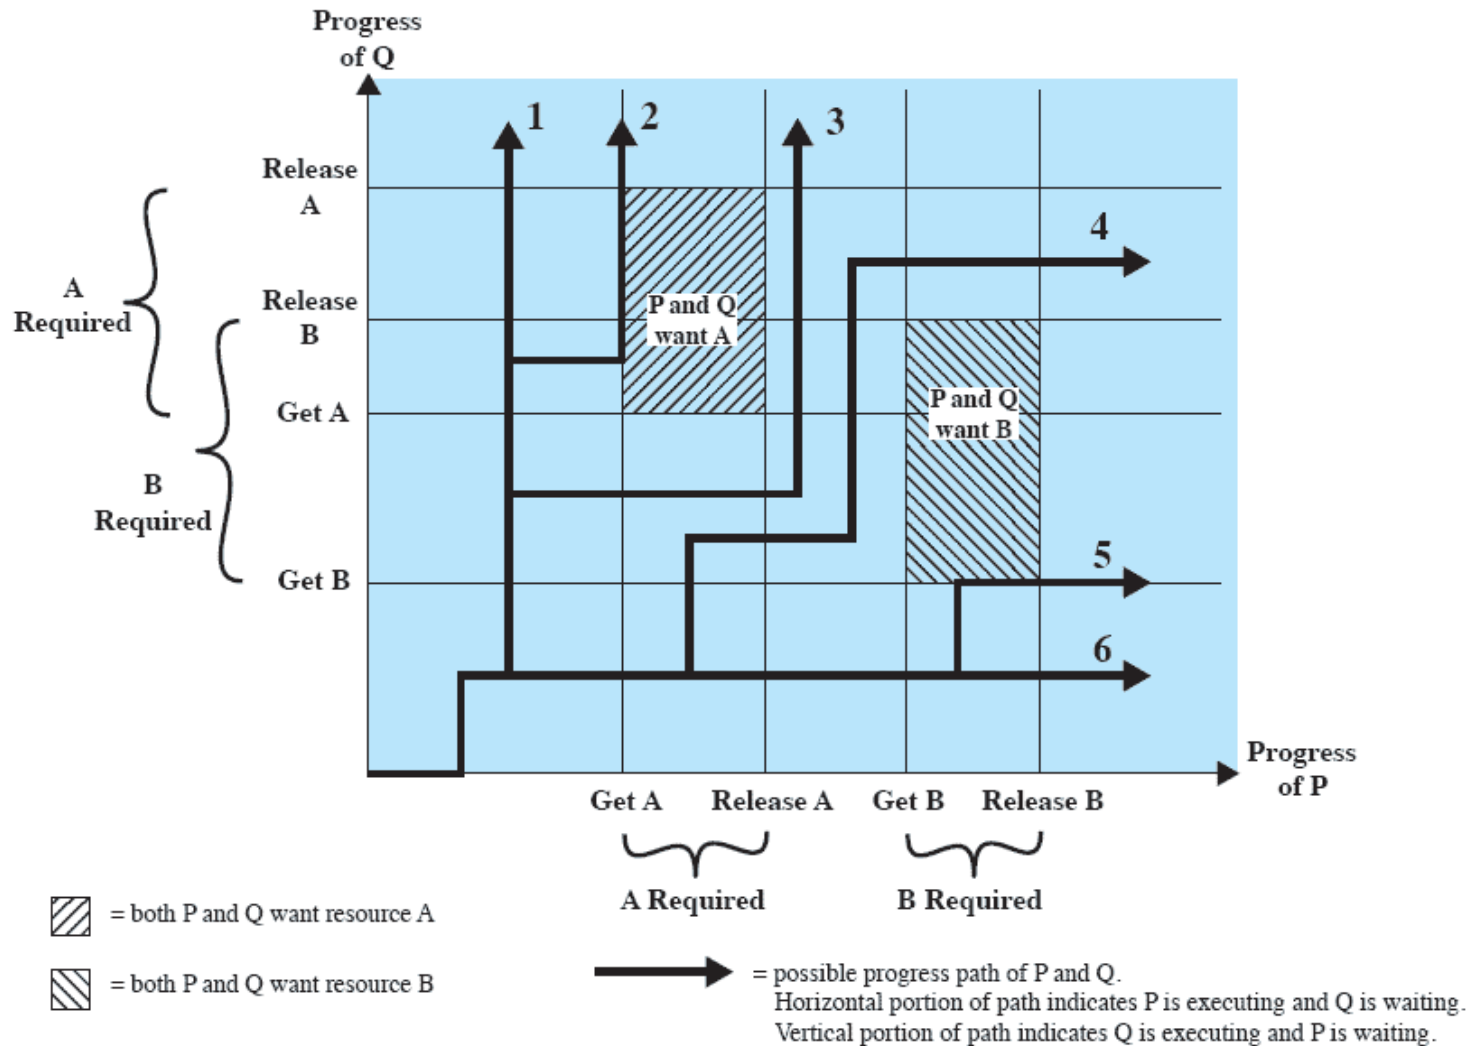 Progress
of Q
1
2
3
Release
A
4
A
Required
Release
B
P and Q
want A
Get A
P and Q
want B
B
Required
Get B
5
6
Progress
of P
Get A
Release A
Get B
Release B
A Required
B Required
= both P and Q want resource A
= both P and Q want resource B
= possible progress path of P and Q.
Horizontal portion of path indicates P is executing and Q is waiting.
Vertical portion of path indicates Q is executing and P is waiting.